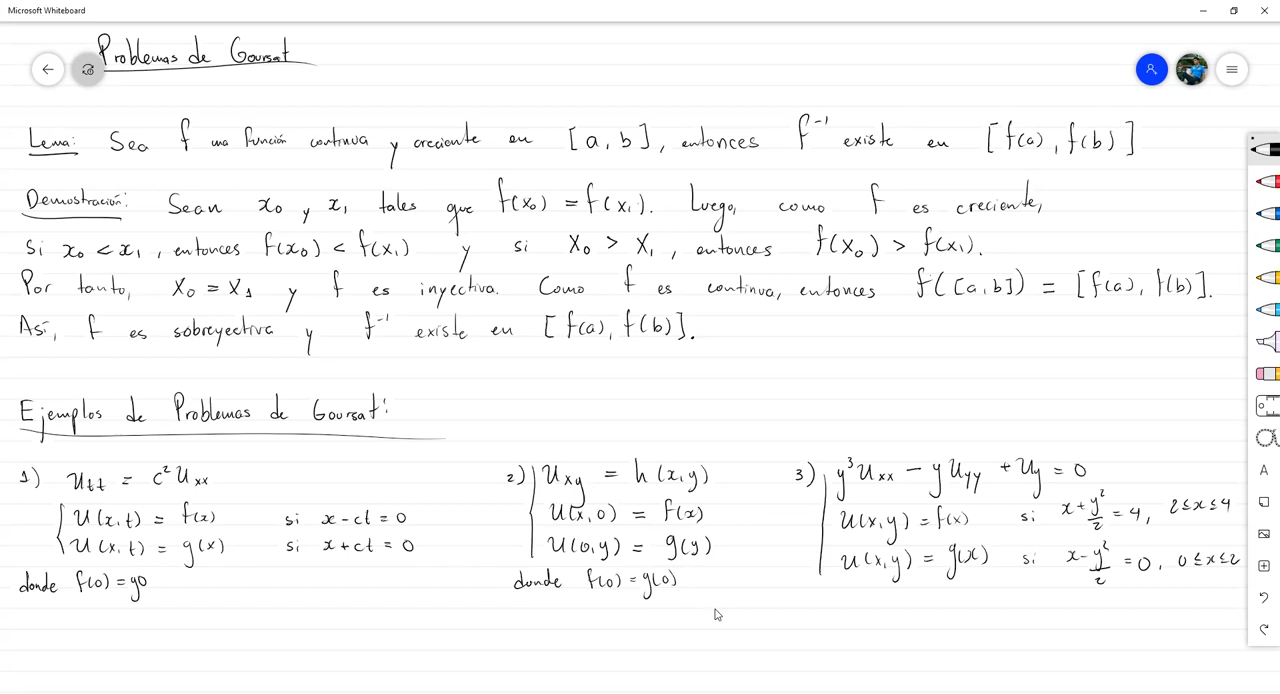 Microsoft Whiteboard
Problemas de Goursat
Lema: Sea f una función continua y creciente en [a, b], entonces f⁻¹ existe en [f(a), f(b)]
Demostración: Sean x₀ y x₁ tales que f(x₀) = f(x₁). Luego, como f es creciente,
si x₀ < x₁, entonces f(x₀) < f(x₁) y si x₀ > x₁, entonces f(x₀) > f(x₁).
Por tanto, x₀ = x₁ y f es inyectiva. Como f es continua, entonces f([a,b]) = [f(a), f(b)].
Así, f es sobreyectiva y f⁻¹ existe en [f(a), f(b)].
Ejemplos de Problemas de Goursat:
1) u_tt = c² u_xx
u(x,t) = f(x) si x-ct = 0
u(x,t) = g(x) si x+ct = 0
donde f(0) = g0
2) u_xy = h(x,y)
u(x,0) = f(x)
u(0,y) = g(y)
donde f(0) = g(0)
3) y³u_xx - y u_yy + u_y = 0
u(x,y) = f(x) si x + y²/2 = 4, 2≤x≤4
u(x,y) = g(x) si x - y²/2 = 0, 0≤x≤2
A